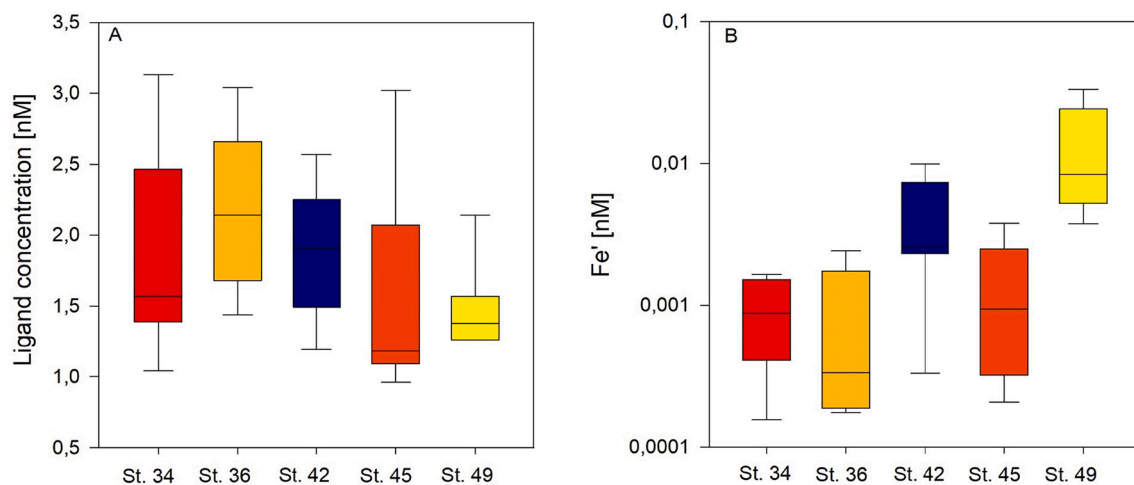 A
Ligand concentration [nM]
3,5
3,0
2,5
2,0
1,5
1,0
0,5
St. 34 St. 36 St. 42 St. 45 St. 49
B
Fe' [nM]
0,1
0,01
0,001
0,0001
St. 34 St. 36 St. 42 St. 45 St. 49